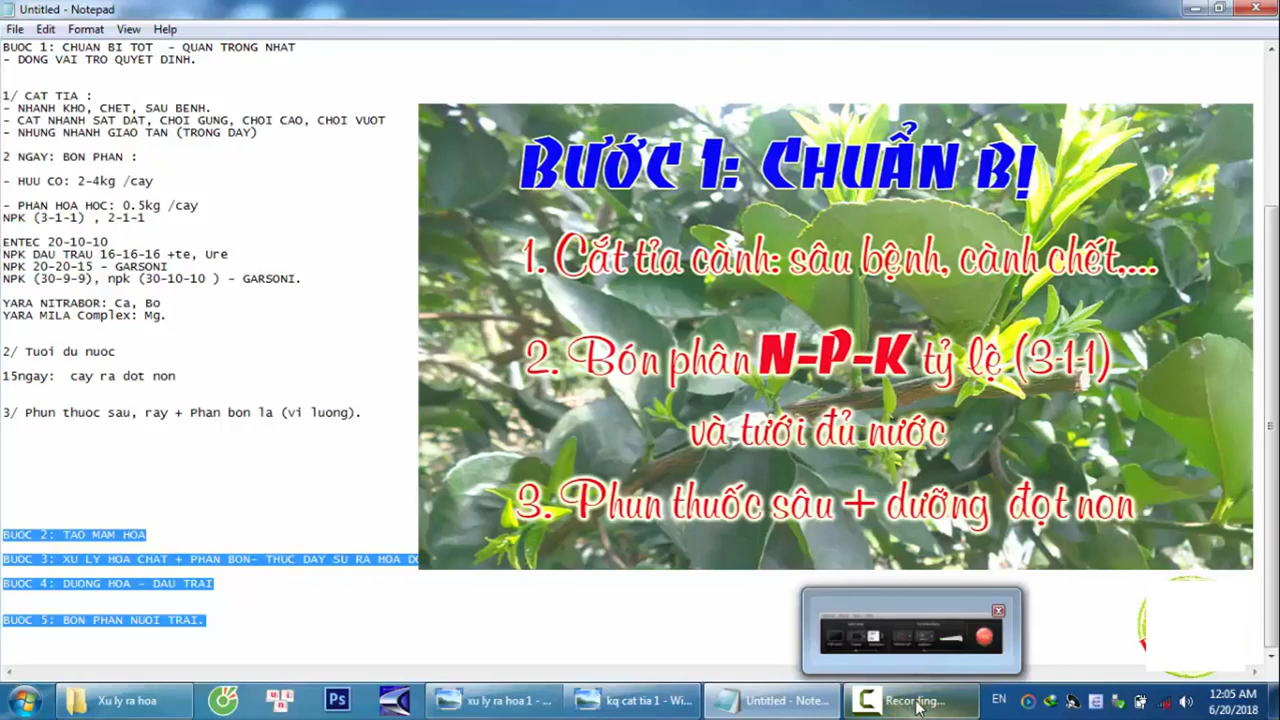 Untitled - Notepad
File Edit Format View Help
BUOC 1: CHUAN BI TOT - QUAN TRONG NHAT
- DONG VAI TRO QUYET DINH.
1/ CAT TIA :
- NHANH KHO, CHET, SAU BENH.
- CAT NHANH SAT DAT, CHOI GUNG, CHOI CAO, CHOI VUOT
- NHUNG NHANH GIAO TAN (TRONG DAY)
2 NGAY: BON PHAN :
- HUU CO: 2-4kg /cay
- PHAN HOA HOC: 0.5kg /cay
NPK (3-1-1) , 2-1-1
ENTEC 20-10-10
NPK DAU TRAU 16-16-16 +te, Ure
NPK 20-20-15 - GARSONI
NPK (30-9-9), npk (30-10-10 ) - GARSONI.
YARA NITRABOR: Ca, Bo
YARA MILA Complex: Mg.
2/ Tuoi du nuoc
15ngay: cay ra dot non
3/ Phun thuoc sau, ray + Phan bon la (vi luong).
BUOC 2: TAO MAM HOA
BUOC 3: XU LY HOA CHAT + PHAN BON- THUC DAY SU RA HOA DO
BUOC 4: DUONG HOA - DAU TRAI
BUOC 5: BON PHAN NUOI TRAI.
BƯỚC 1: CHUẨN BỊ
1. Cắt tỉa cành: sâu bệnh, cành chết,...
2. Bón phân N-P-K tỷ lệ (3-1-1)
và tưới đủ nước
3. Phun thuốc sâu + dưỡng đọt non
Xu ly ra hoa
Ps
xu ly ra hoa 1 - ...
kq cat tia 1 - Wi...
Untitled - Note...
Recording...
EN
12:05 AM
6/20/2018